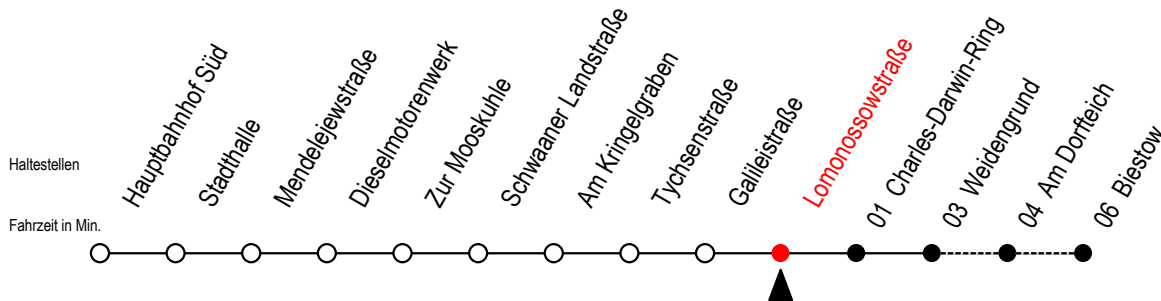 Haltestellen
Fahrzeit in Min.
Hauptbahnhof Süd
Stadthalle
Mendelejewstraße
Dieselmotorenwerk
Zur Mooskuhle
Schwaaner Landstraße
Am Kringelgraben
Tychsenstraße
Galileistraße
Lomonossowstraße
01 Charles-Darwin-Ring
03 Weidengrund
04 Am Dorfteich
06 Biestow